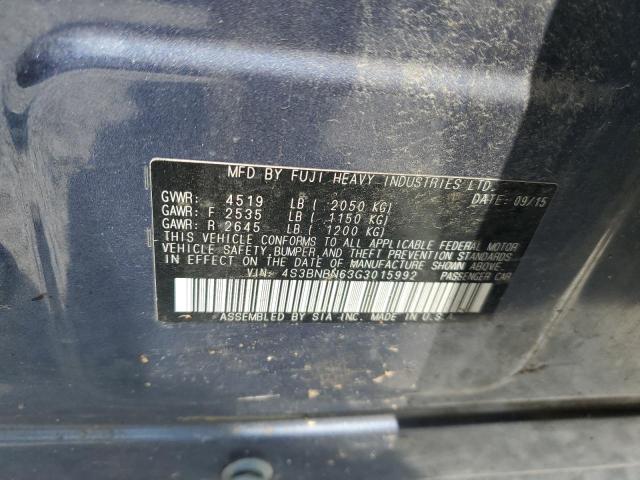 MFD BY FUJI HEAVY INDUSTRIES LTD.
GVWR: 4519 LB ( 2050 KG) DATE: 09/15
GAWR: F 2535 LB ( 1150 KG)
GAWR: R 2645 LB ( 1200 KG)
THIS VEHICLE CONFORMS TO ALL APPLICABLE FEDERAL MOTOR
VEHICLE SAFETY, BUMPER, AND THEFT PREVENTION STANDARDS
IN EFFECT ON THE DATE OF MANUFACTURE SHOWN ABOVE.
VIN: 4S3BNBN63G3015992 PASSENGER CAR
ASSEMBLED BY SIA INC. MADE IN U.S.A.